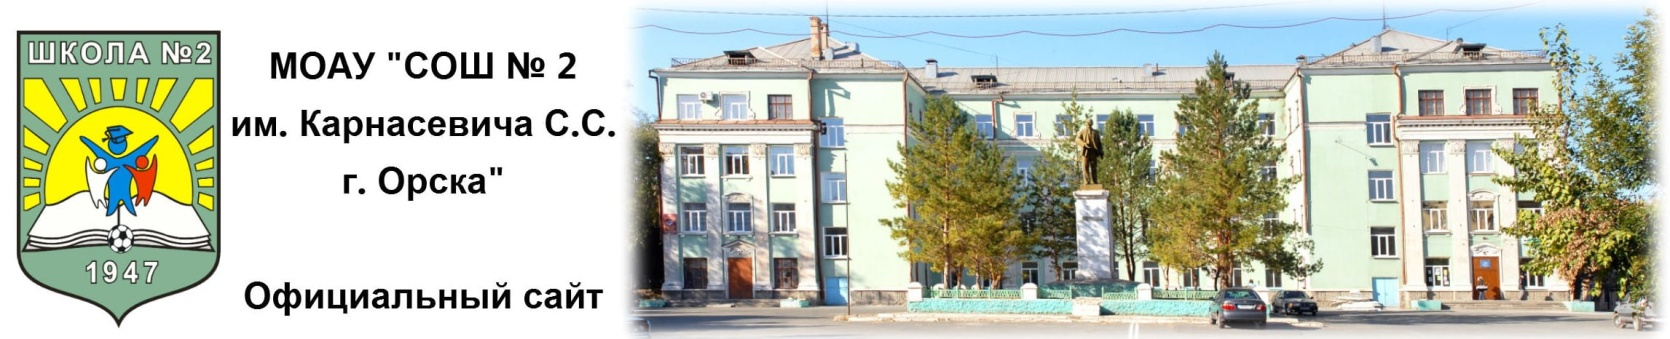 ШКОЛА №2
1947
МОАУ "СОШ № 2
им. Карнасевича С.С.
г. Орска"
Официальный сайт